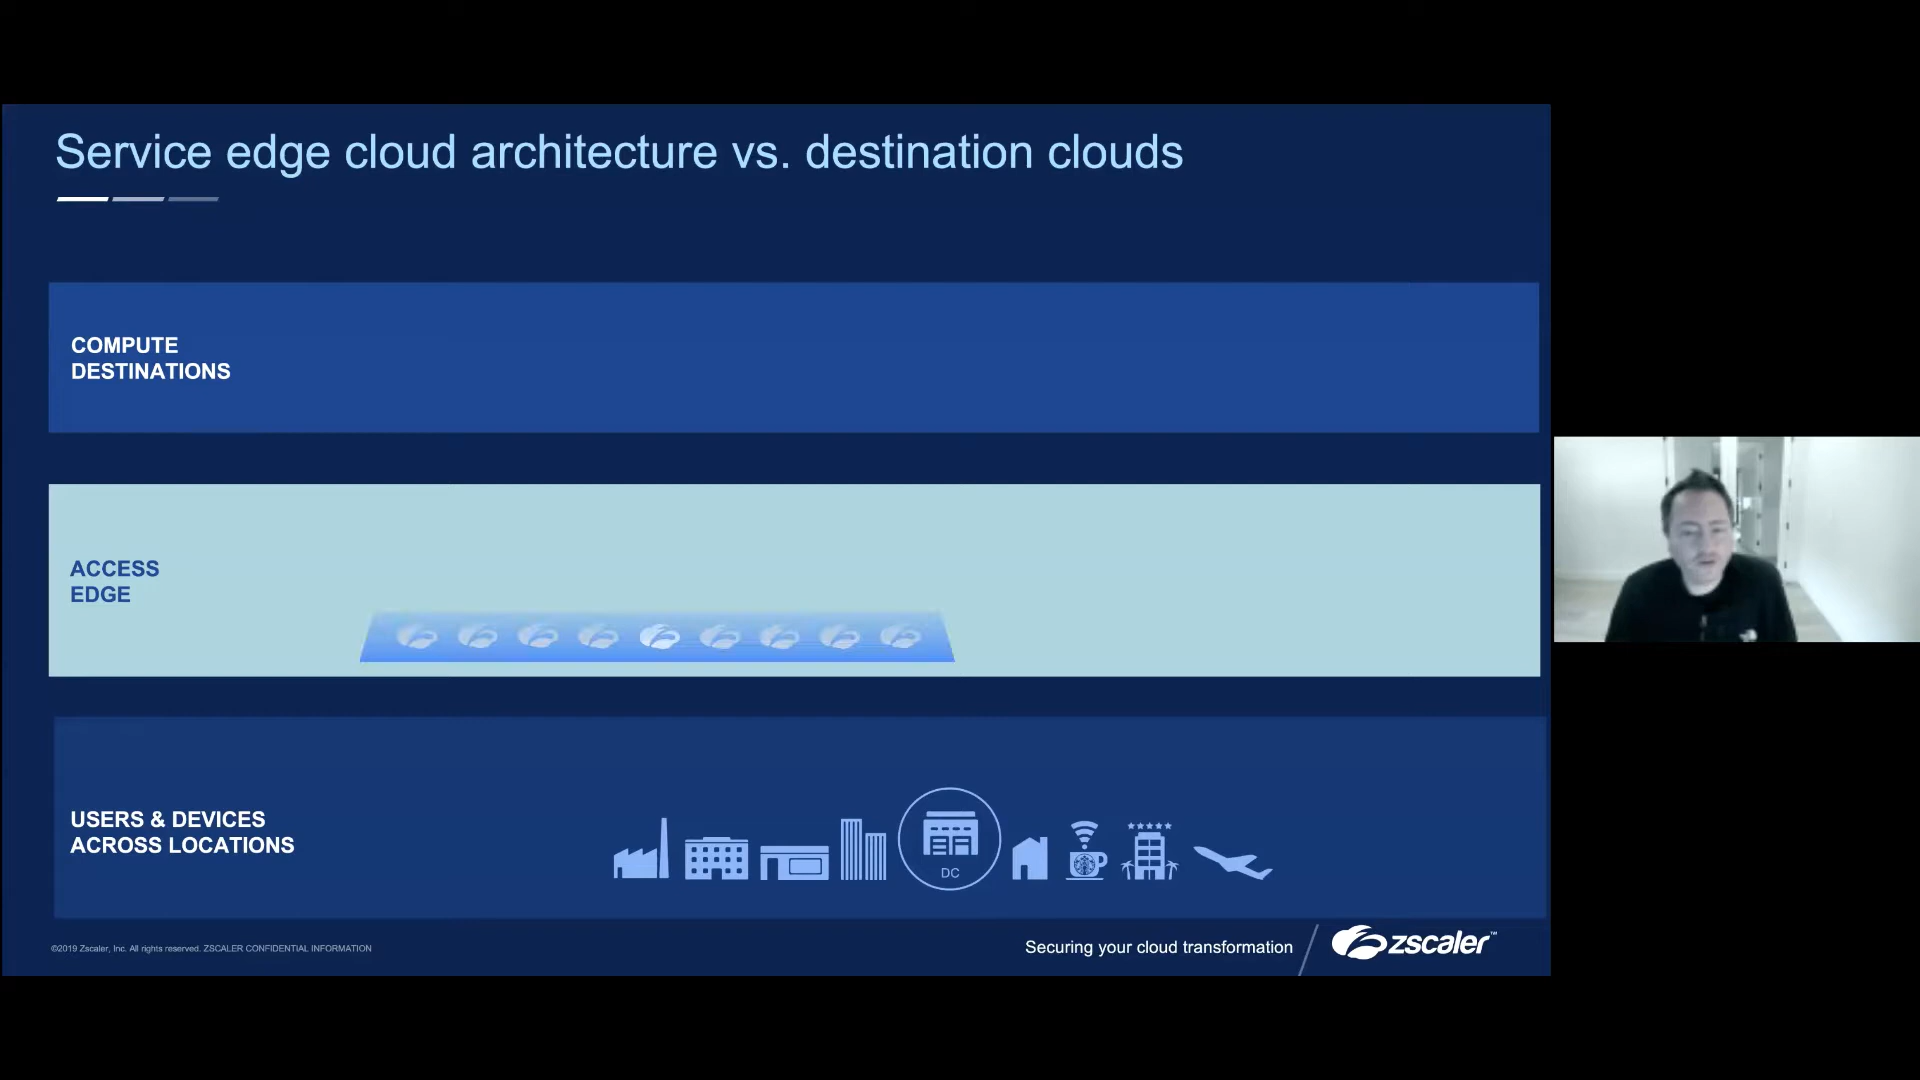 Service edge cloud architecture vs. destination clouds
COMPUTE
DESTINATIONS
ACCESS
EDGE
USERS & DEVICES
ACROSS LOCATIONS
DC
©2019 Zscaler, Inc. All rights reserved. ZSCALER CONFIDENTIAL INFORMATION
Securing your cloud transformation
zscaler™